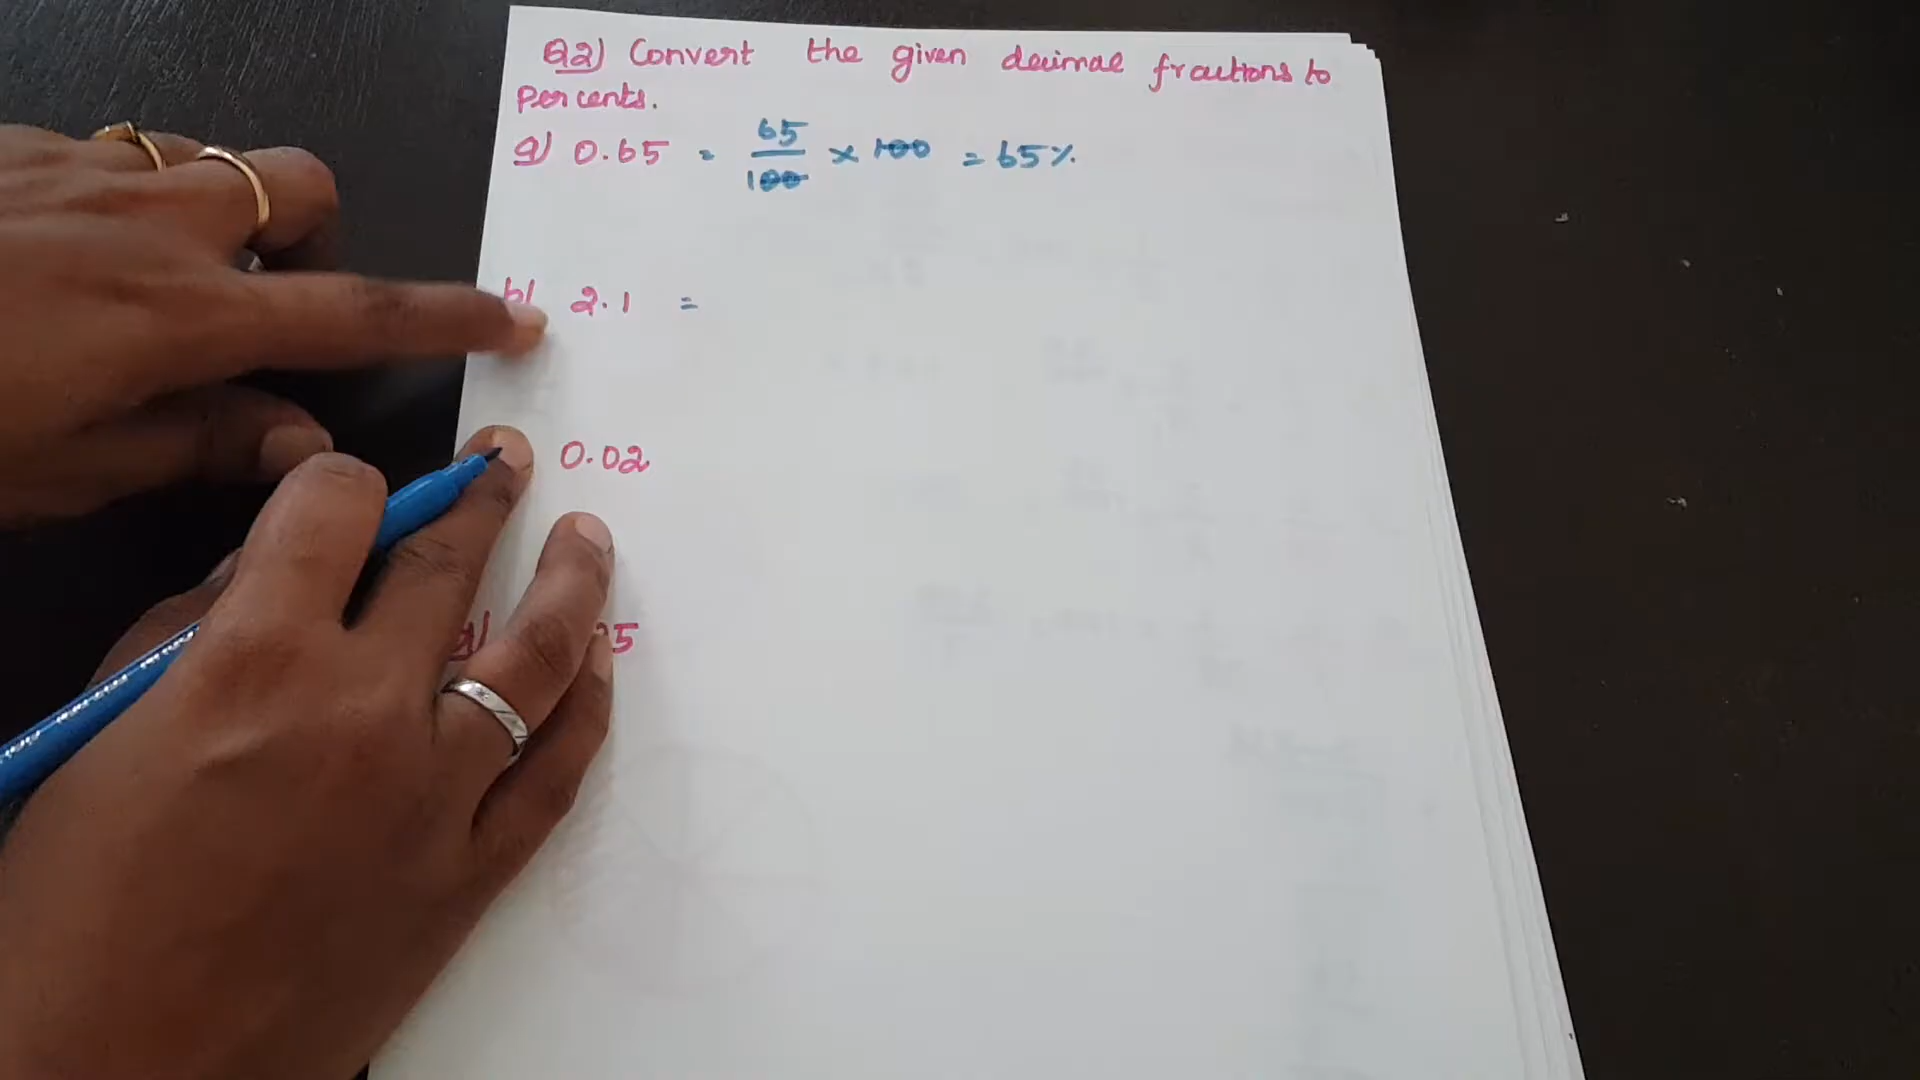 Q2) Convert the given decimal fractions to
Percents.
a) 0.65 = 65/100 × 100 = 65%
b) 2.1 =
0.02
d) 5